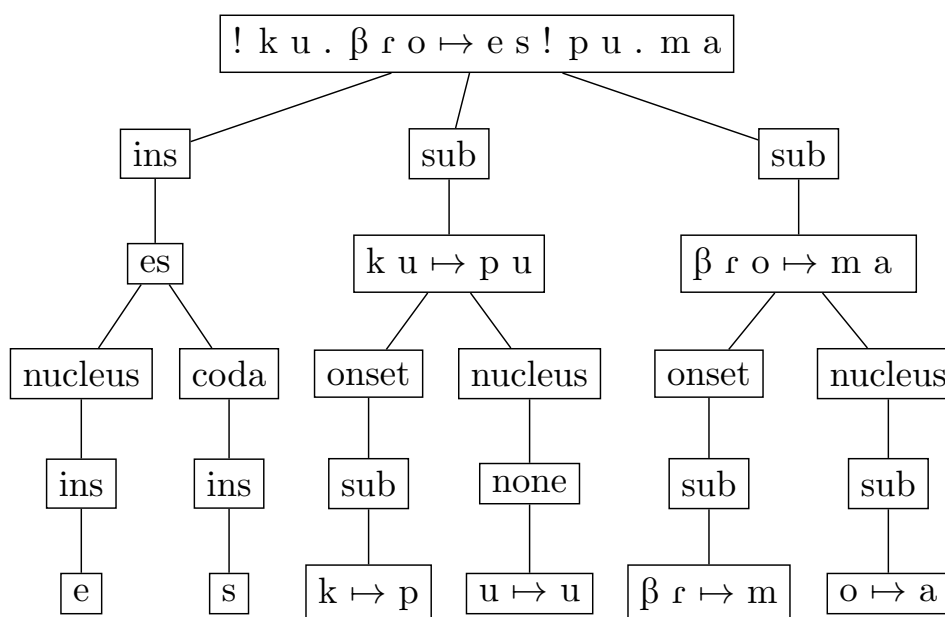 ! k u . β ɾ o ↦ e s ! p u . m a
ins sub sub
es k u ↦ p u β ɾ o ↦ m a
nucleus coda onset nucleus onset nucleus
ins ins sub none sub sub
e s k ↦ p u ↦ u β ɾ ↦ m o ↦ a